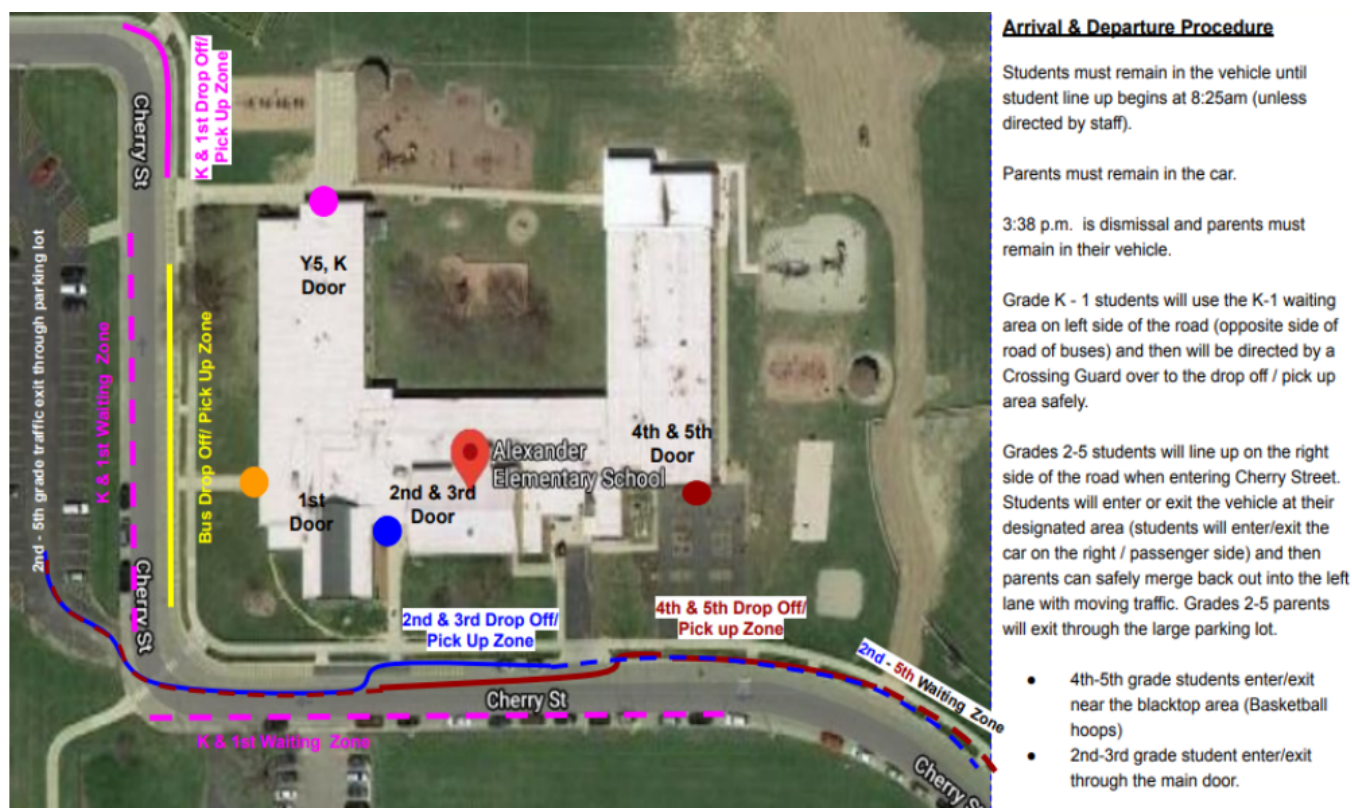 Arrival & Departure Procedure
Students must remain in the vehicle until
student line up begins at 8:25am (unless
directed by staff).
Parents must remain in the car.
3:38 p.m. is dismissal and parents must
remain in their vehicle.
Grade K - 1 students will use the K-1 waiting
area on left side of the road (opposite side of
road of buses) and then will be directed by a
Crossing Guard over to the drop off / pick up
area safely.
Grades 2-5 students will line up on the right
side of the road when entering Cherry Street.
Students will enter or exit the vehicle at their
designated area (students will enter/exit the
car on the right / passenger side) and then
parents can safely merge back out into the left
lane with moving traffic. Grades 2-5 parents
will exit through the large parking lot.
● 4th-5th grade students enter/exit
near the blacktop area (Basketball
hoops)
● 2nd-3rd grade student enter/exit
through the main door.
Cherry St
K & 1st Drop Off/
Pick Up Zone
2nd - 5th grade traffic exit through parking lot
K & 1st Waiting Zone
Bus Drop Off/ Pick Up Zone
Y5, K
Door
1st
Door
2nd & 3rd
Door
Alexander
Elementary School
4th & 5th
Door
Cherry St
2nd & 3rd Drop Off/
Pick Up Zone
4th & 5th Drop Off/
Pick up Zone
2nd - 5th Waiting Zone
Cherry St
K & 1st Waiting Zone
Cherry St